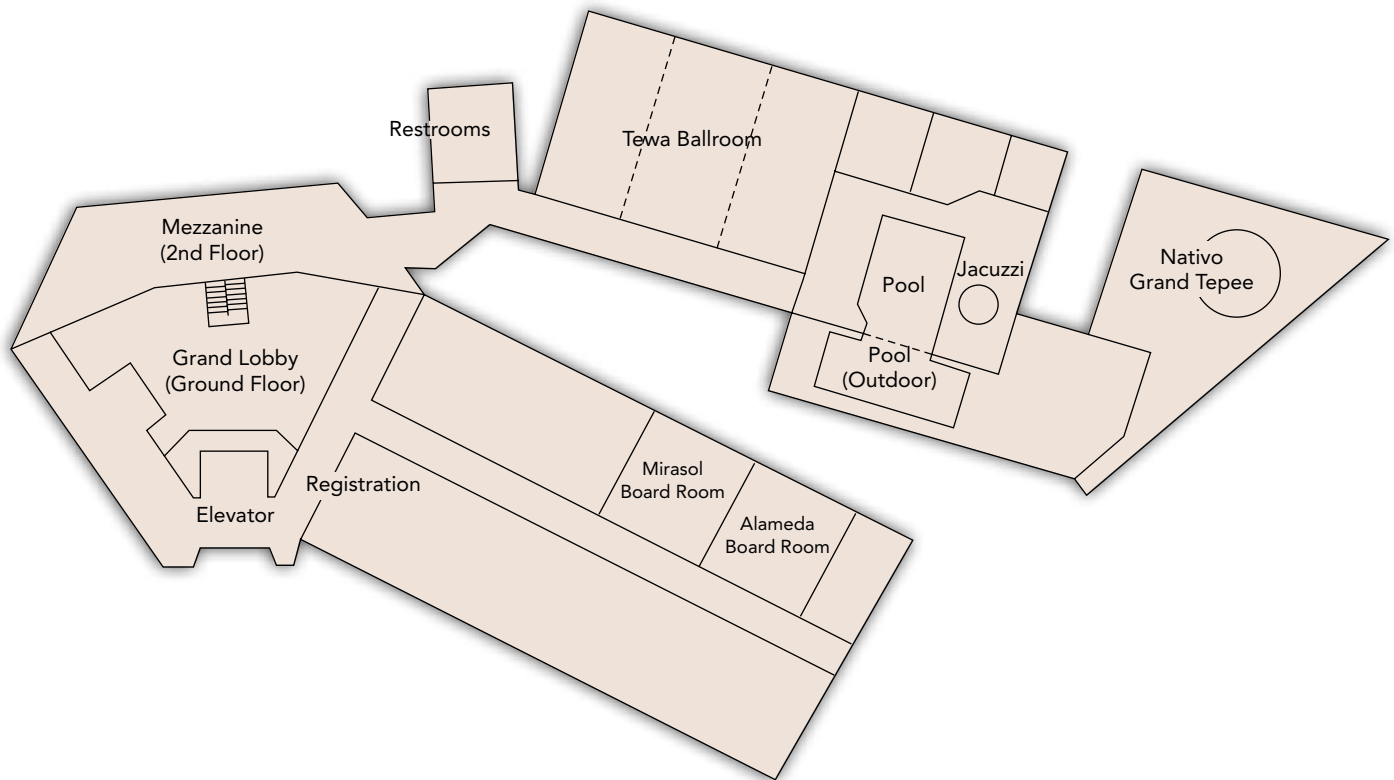 Restrooms
Tewa Ballroom
Mezzanine
(2nd Floor)
Nativo
Grand Tepee
Jacuzzi
Pool
Pool
(Outdoor)
Grand Lobby
(Ground Floor)
Mirasol
Board Room
Registration
Elevator
Alameda
Board Room